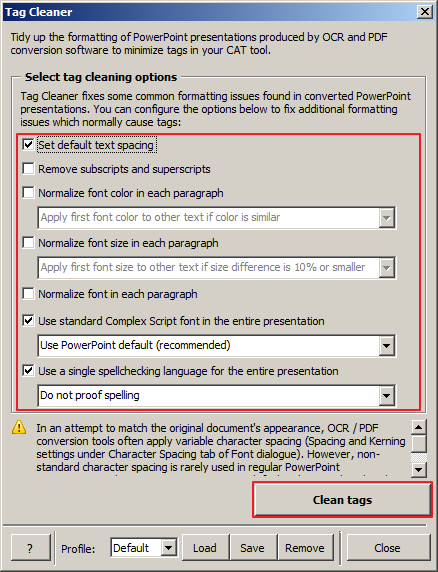 Tag Cleaner
Tidy up the formatting of PowerPoint presentations produced by OCR and PDF
conversion software to minimize tags in your CAT tool.
Select tag cleaning options
Tag Cleaner fixes some common formatting issues found in converted PowerPoint
presentations. You can configure the options below to fix additional formatting
issues which normally cause tags:
Set default text spacing
Remove subscripts and superscripts
Normalize font color in each paragraph
Apply first font color to other text if color is similar
Normalize font size in each paragraph
Apply first font size to other text if size difference is 10% or smaller
Normalize font in each paragraph
Use standard Complex Script font in the entire presentation
Use PowerPoint default (recommended)
Use a single spellchecking language for the entire presentation
Do not proof spelling
In an attempt to match the original document's appearance, OCR / PDF
conversion tools often apply variable character spacing (Spacing and Kerning
settings under Character Spacing tab of Font dialogue). However, non-
standard character spacing is rarely used in regular PowerPoint
Clean tags
? Profile: Default Load Save Remove Close